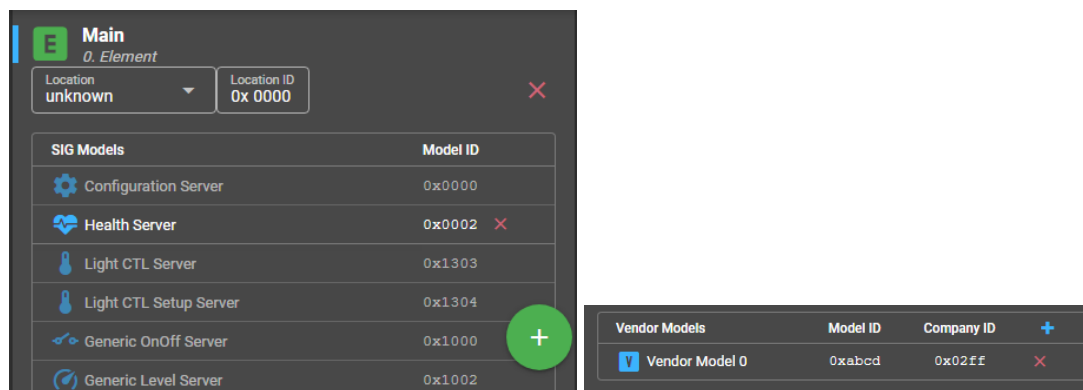 E Main
0. Element
Location
unknown
Location ID
0x 0000
SIG Models Model ID
Configuration Server 0x0000
Health Server 0x0002
Light CTL Server 0x1303
Light CTL Setup Server 0x1304
Generic OnOff Server 0x1000
Generic Level Server 0x1002
Vendor Models Model ID Company ID
V Vendor Model 0 0xabcd 0x02ff